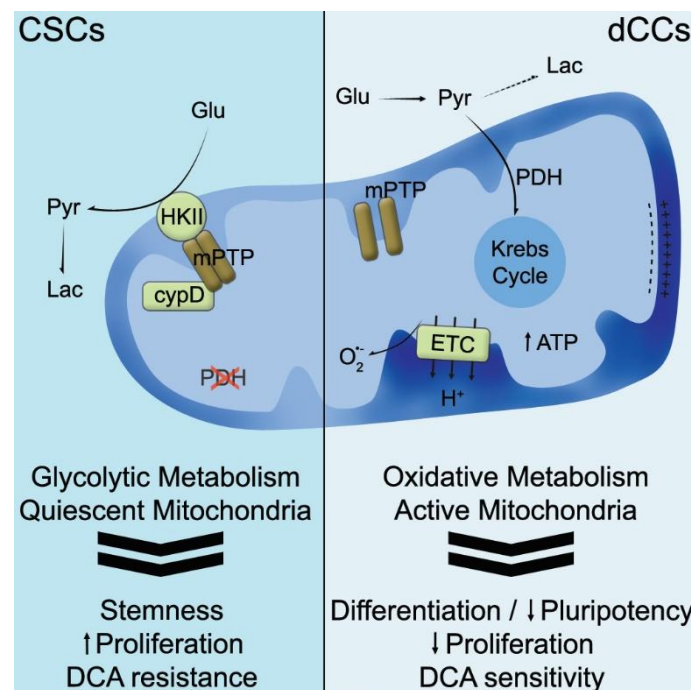 CSCs
Glu
Pyr
HKII
mPTP
Lac
cypD
PDH
Glycolytic Metabolism
Quiescent Mitochondria
Stemness
↑Proliferation
DCA resistance
dCCs
Lac
Glu
Pyr
mPTP
PDH
Krebs
Cycle
- - - - - - - - - -
+ + + + + + + + + +
ETC
↑ATP
O₂•-
H+
Oxidative Metabolism
Active Mitochondria
Differentiation / ↓Pluripotency
↓Proliferation
DCA sensitivity